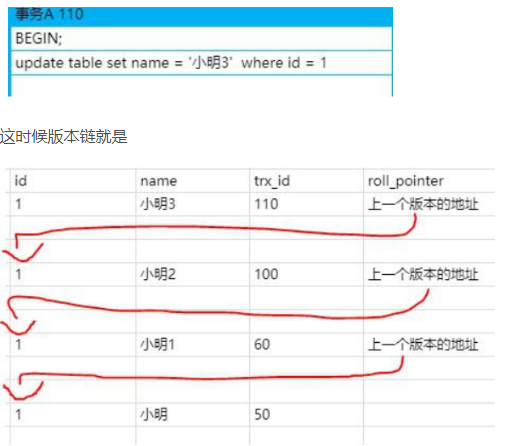 事务A 110
BEGIN;
update table set name = '小明3' where id = 1
这时候版本链就是
id name trx_id roll_pointer
1 小明3 110 上一个版本的地址
1 小明2 100 上一个版本的地址
1 小明1 60 上一个版本的地址
1 小明 50